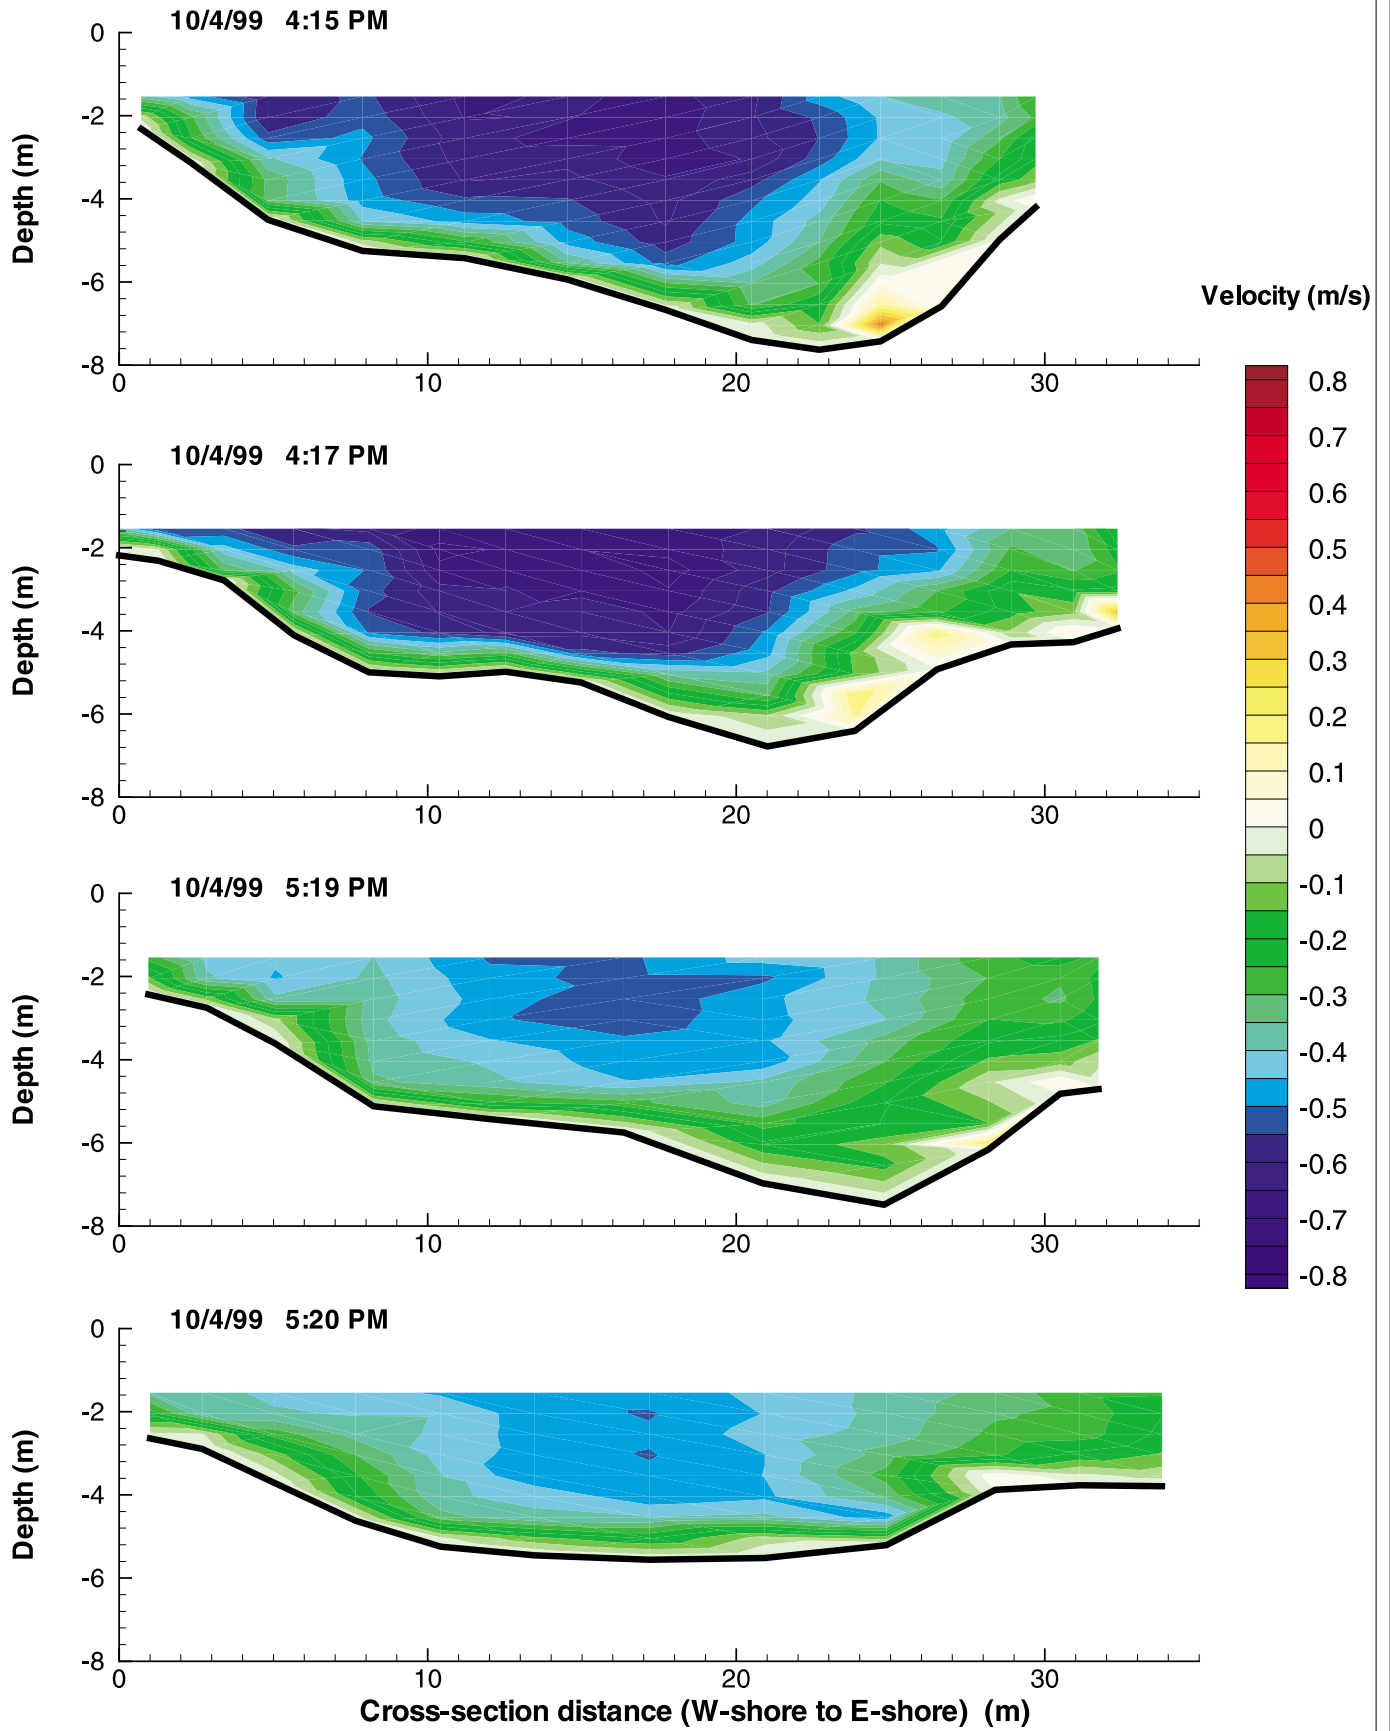 10/4/99 4:15 PM
0
-2
-4
-6
-8
Depth (m)
0 10 20 30
10/4/99 4:17 PM
0
-2
-4
-6
-8
Depth (m)
0 10 20 30
10/4/99 5:19 PM
0
-2
-4
-6
-8
Depth (m)
0 10 20 30
10/4/99 5:20 PM
0
-2
-4
-6
-8
Depth (m)
0 10 20 30
Cross-section distance (W-shore to E-shore) (m)
Velocity (m/s)
0.8
0.7
0.6
0.5
0.4
0.3
0.2
0.1
0
-0.1
-0.2
-0.3
-0.4
-0.5
-0.6
-0.7
-0.8